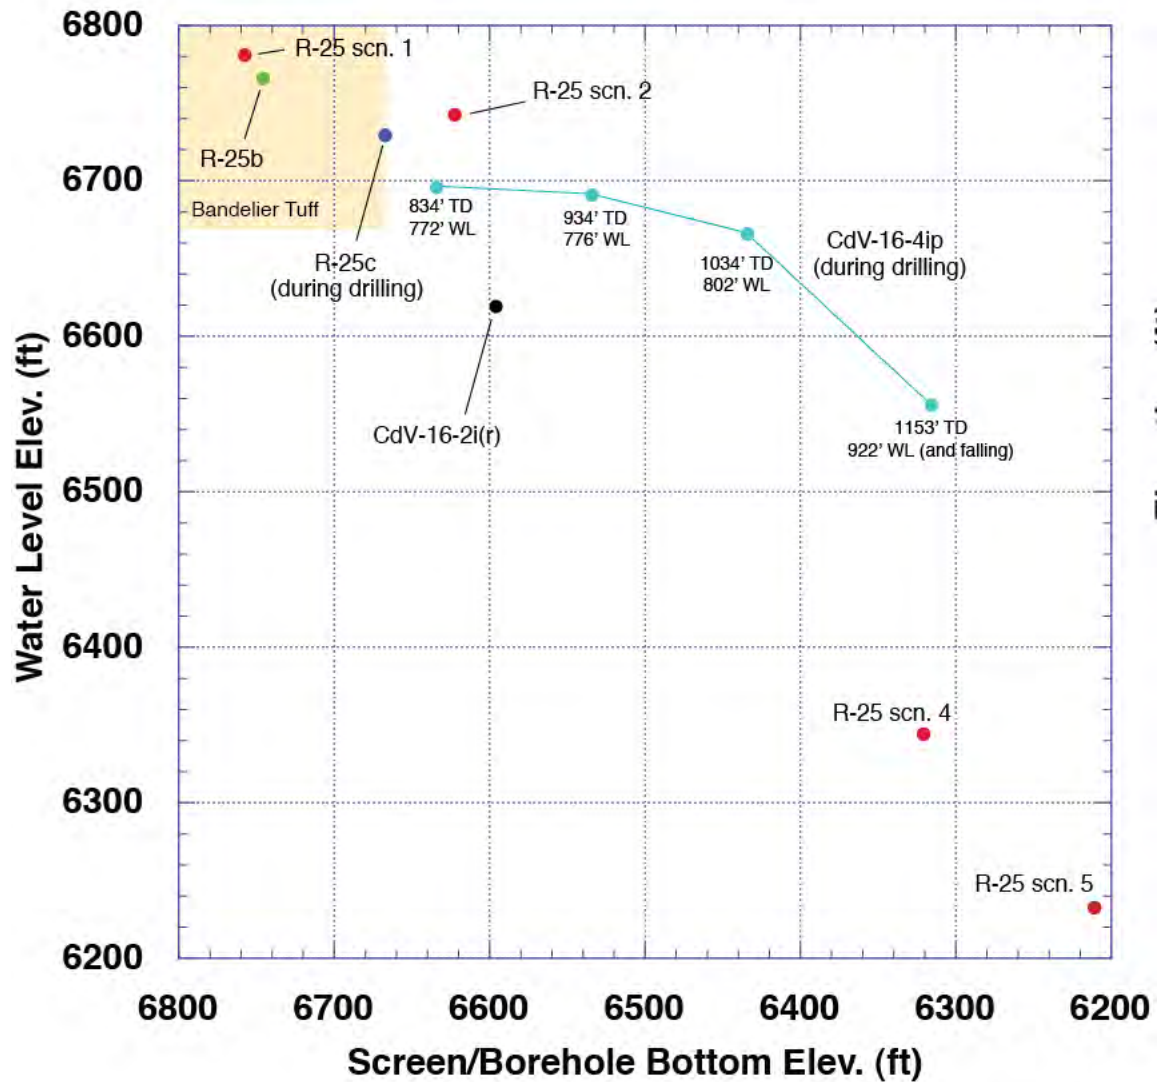 6800
6700
6600
6500
6400
6300
6200
Water Level Elev. (ft)
R-25 scn. 1
R-25b
Bandelier Tuff
R-25 scn. 2
R-25c
(during drilling)
834' TD
772' WL
934' TD
776' WL
1034' TD
802' WL
CdV-16-4ip
(during drilling)
CdV-16-2i(r)
1153' TD
922' WL (and falling)
R-25 scn. 4
R-25 scn. 5
6800
6700
6600
6500
6400
6300
6200
Screen/Borehole Bottom Elev. (ft)